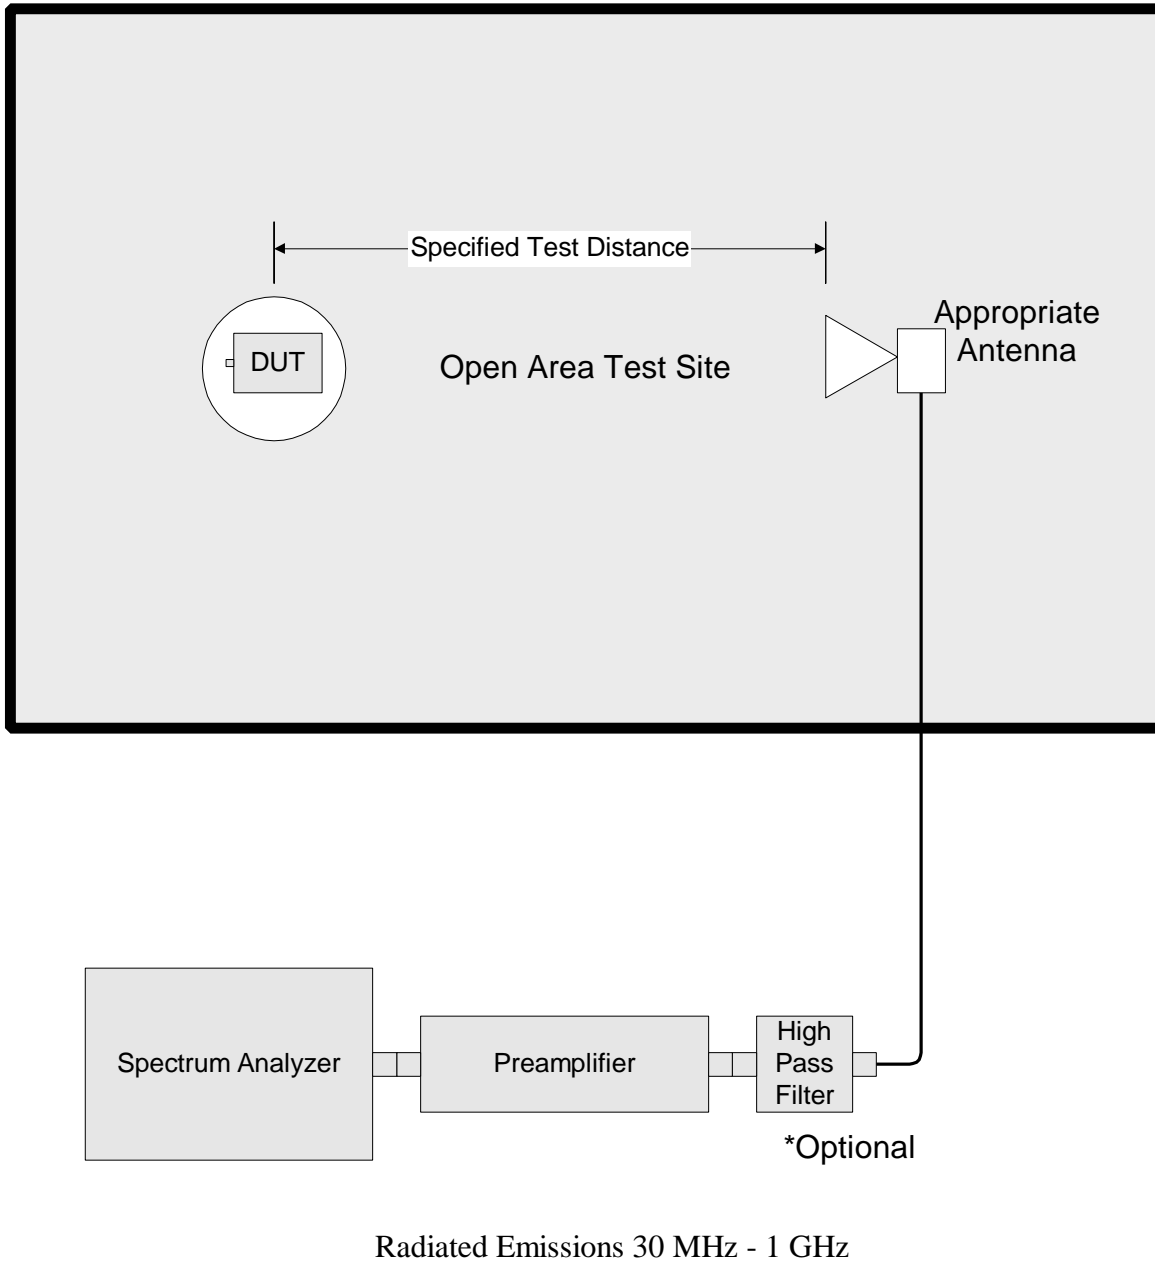 Specified Test Distance
Appropriate
Antenna
DUT
Open Area Test Site
Spectrum Analyzer
Preamplifier
High
Pass
Filter
*Optional
Radiated Emissions 30 MHz - 1 GHz